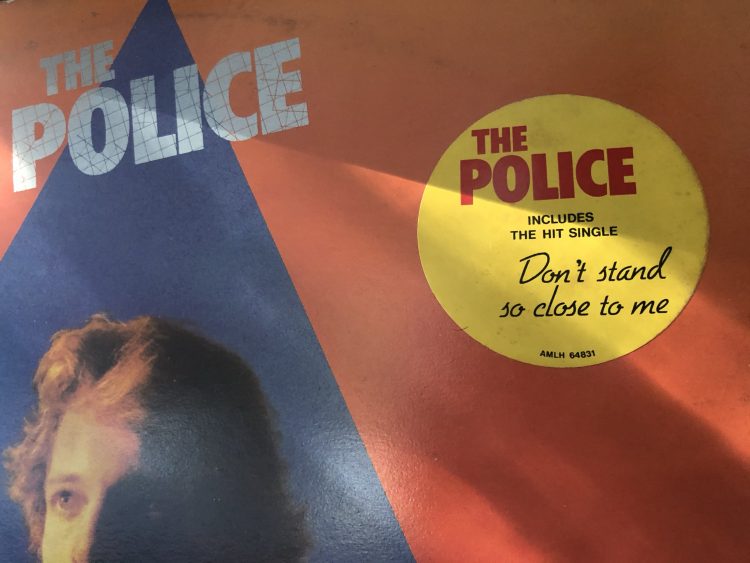 THE
POLICE
THE
POLICE
INCLUDES
THE HIT SINGLE
Don't stand
so close to me
AMLH 64831